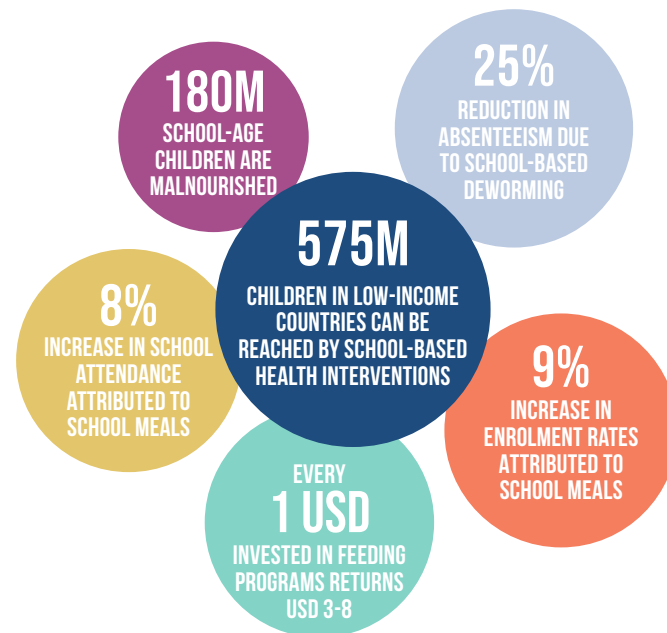 180M
SCHOOL-AGE
CHILDREN ARE
MALNOURISHED
25%
REDUCTION IN
ABSENTEEISM DUE
TO SCHOOL-BASED
DEWORMING
575M
CHILDREN IN LOW-INCOME
COUNTRIES CAN BE
REACHED BY SCHOOL-BASED
HEALTH INTERVENTIONS
8%
INCREASE IN SCHOOL
ATTENDANCE
ATTRIBUTED TO
SCHOOL MEALS
9%
INCREASE IN
ENROLMENT RATES
ATTRIBUTED TO
SCHOOL MEALS
EVERY
1 USD
INVESTED IN FEEDING
PROGRAMS RETURNS
USD 3-8